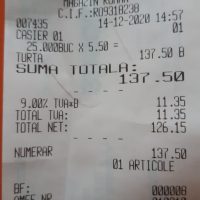 MAGAZIN ROMAN
C.I.F.:RO9318238
007435 14-12-2020 14:57
CASIER 01 01
25.000BUC X 5.50 =
TURTA 137.50 B
SUMA TOTALA:
137.50
9.00% TVA=B 11.35
TOTAL TVA: 11.35
TOTAL NET: 126.15
NUMERAR 137.50
01 ARTICOLE
BF: 000008